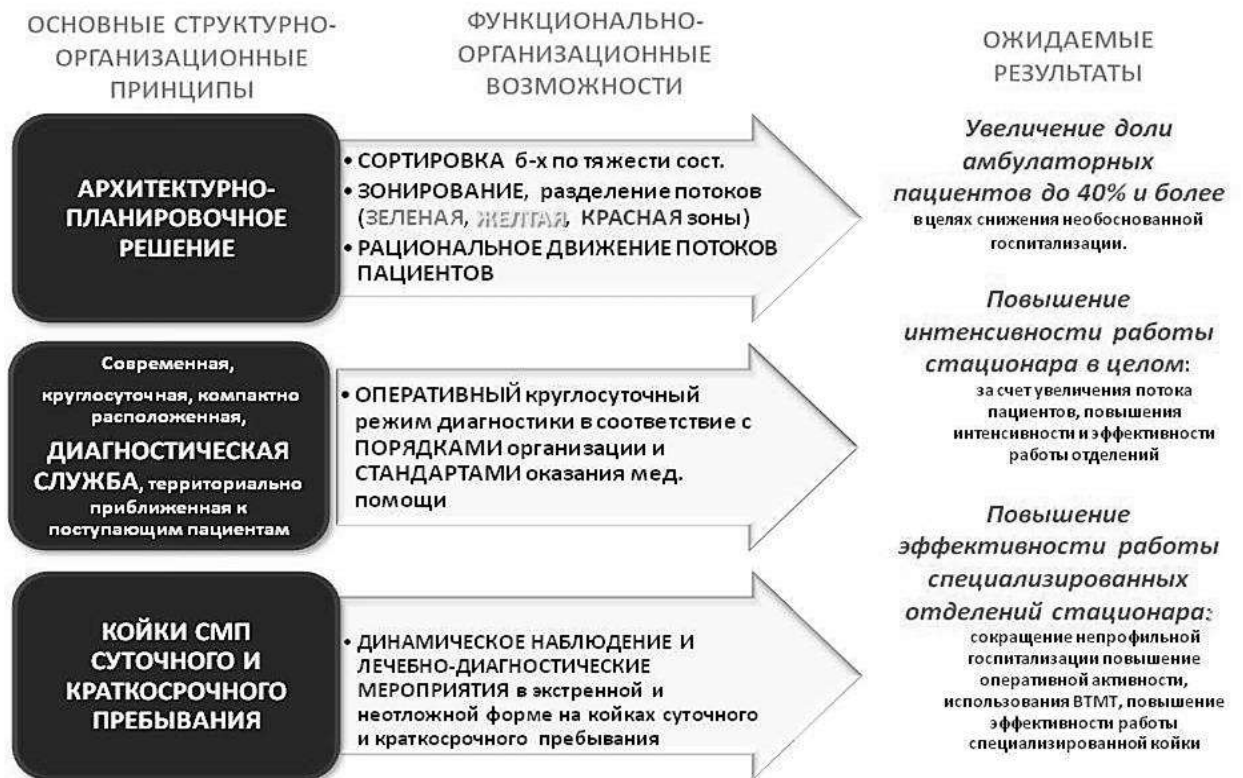 ОСНОВНЫЕ СТРУКТУРНО-
ОРГАНИЗАЦИОННЫЕ
ПРИНЦИПЫ
ФУНКЦИОНАЛЬНО-
ОРГАНИЗАЦИОННЫЕ
ВОЗМОЖНОСТИ
ОЖИДАЕМЫЕ
РЕЗУЛЬТАТЫ
АРХИТЕКТУРНО-
ПЛАНИРОВОЧНОЕ
РЕШЕНИЕ
• СОРТИРОВКА б-х по тяжести сост.
• ЗОНИРОВАНИЕ, разделение потоков
(ЗЕЛЕНАЯ, ЖЕЛТАЯ, КРАСНАЯ зоны)
• РАЦИОНАЛЬНОЕ ДВИЖЕНИЕ ПОТОКОВ
ПАЦИЕНТОВ
Увеличение доли
амбулаторных
пациентов до 40% и более
в целях снижения необоснованной
госпитализации.
Современная,
круглосуточная, компактно
расположенная,
ДИАГНОСТИЧЕСКАЯ
СЛУЖБА, территориально
приближенная к
поступающим пациентам
• ОПЕРАТИВНЫЙ круглосуточный
режим диагностики в соответствие с
ПОРЯДКАМИ организации и
СТАНДАРТАМИ оказания мед.
помощи
Повышение
интенсивности работы
стационара в целом:
за счет увеличения потока
пациентов, повышения
интенсивности и эффективности
работы отделений
КОЙКИ СМП
СУТОЧНОГО И
КРАТКОСРОЧНОГО
ПРЕБЫВАНИЯ
• ДИНАМИЧЕСКОЕ НАБЛЮДЕНИЕ И
ЛЕЧЕБНО-ДИАГНОСТИЧЕСКИЕ
МЕРОПРИЯТИЯ в экстренной и
неотложной форме на койках суточного
и краткосрочного пребывания
Повышение
эффективности работы
специализированных
отделений стационара:
сокращение непрофильной
госпитализации повышение
оперативной активности,
использования ВТМТ, повышение
эффективности работы
специализированной койки